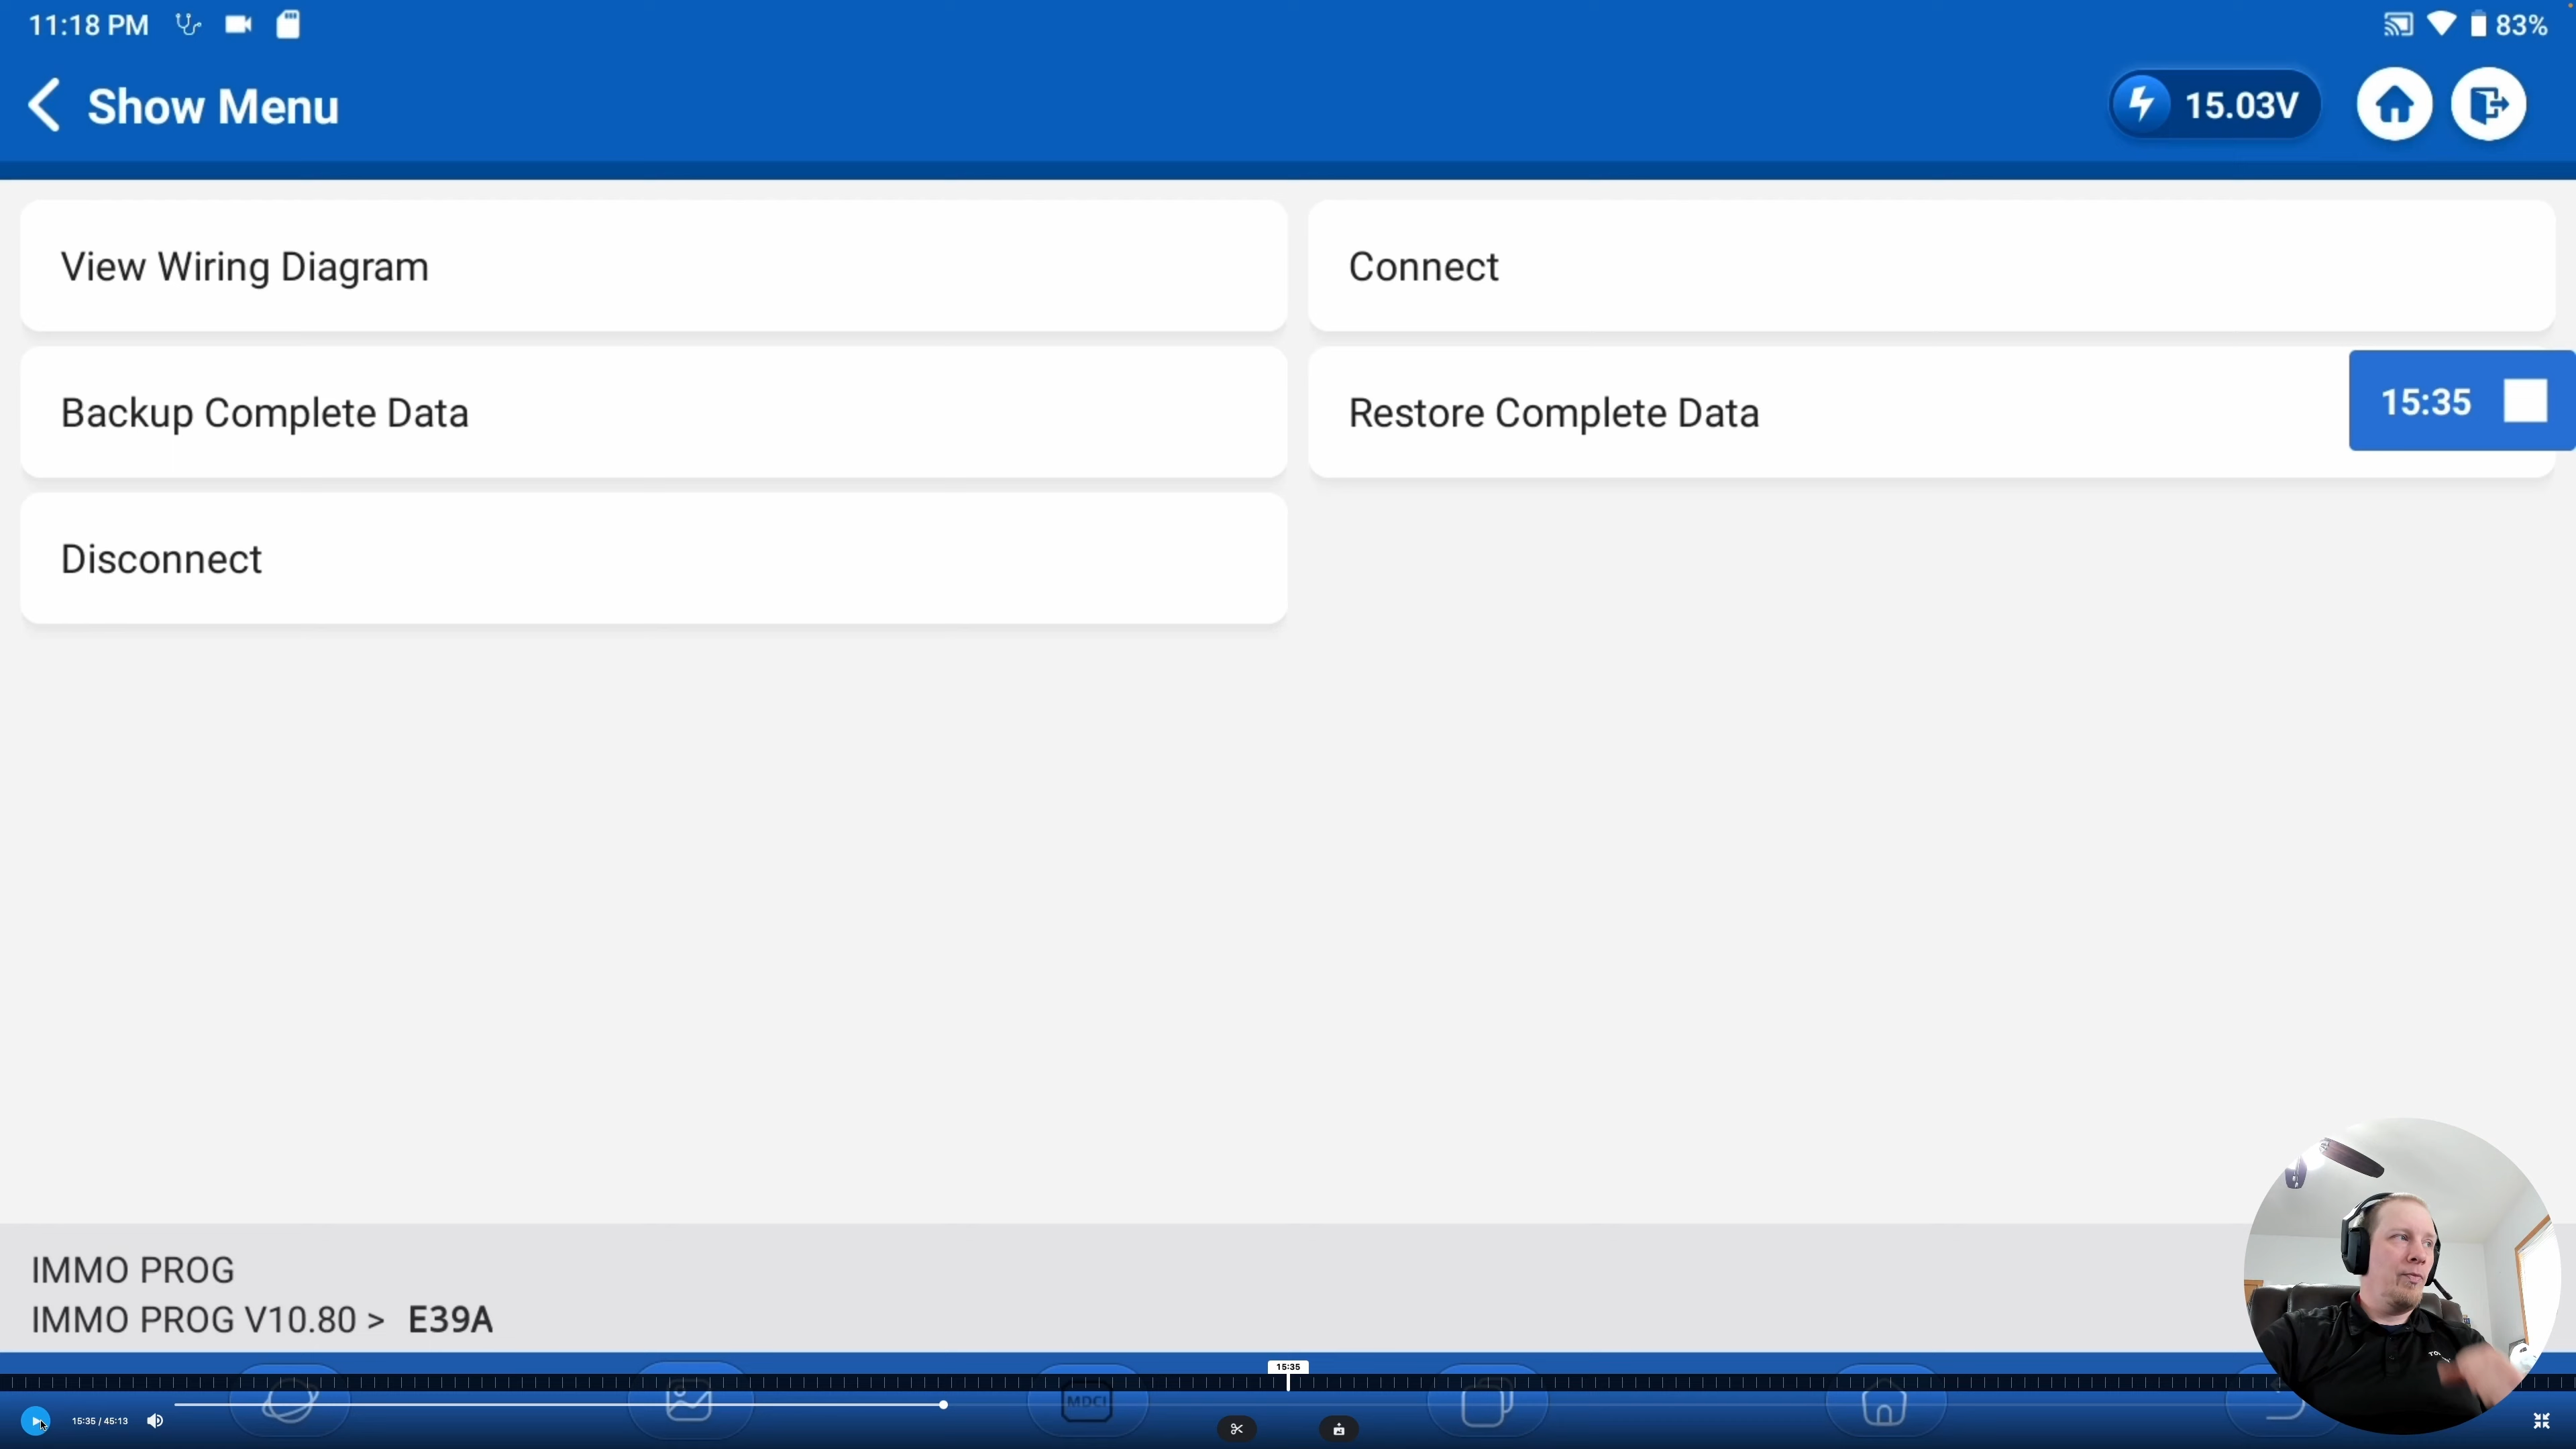 11:18 PM
83%
Show Menu
15.03V
View Wiring Diagram
Connect
Backup Complete Data
Restore Complete Data
15:35
Disconnect
IMMO PROG
IMMO PROG V10.80 > E39A
15:35
MDCI
15:35 / 45:13